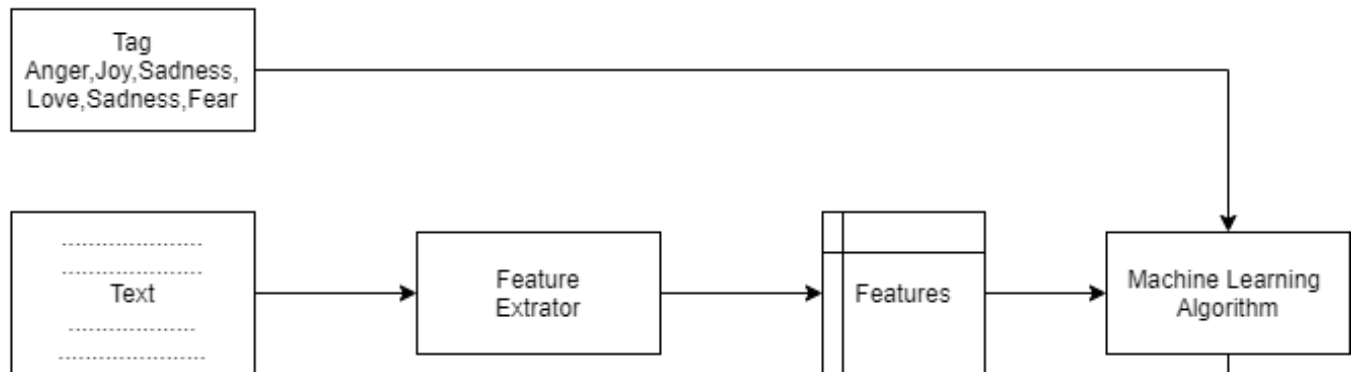 Tag
Anger,Joy,Sadness,
Love,Sadness,Fear
Text
Feature
Extrator
Features
Machine Learning
Algorithm